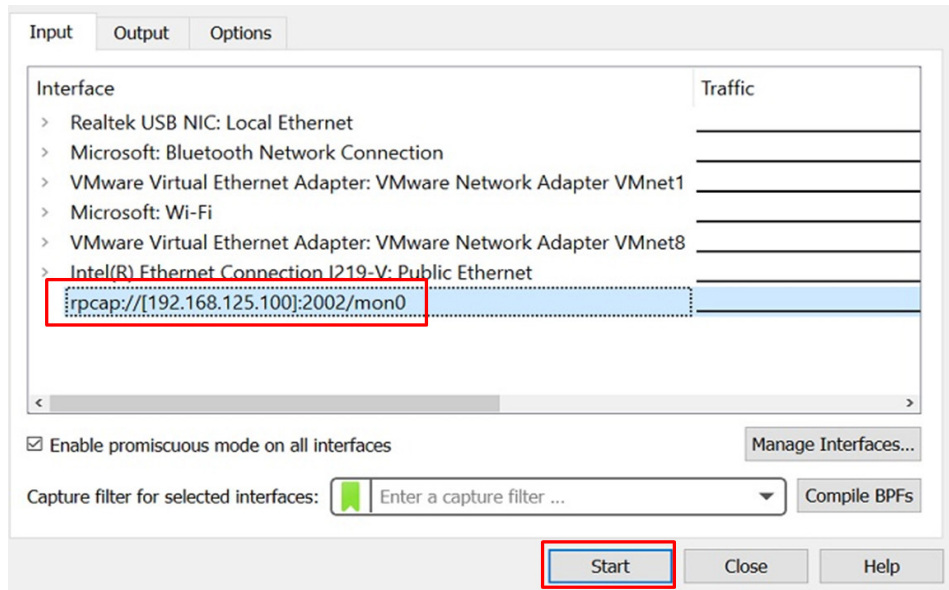 Input Output Options
Interface Traffic
Realtek USB NIC: Local Ethernet
Microsoft: Bluetooth Network Connection
VMware Virtual Ethernet Adapter: VMware Network Adapter VMnet1
Microsoft: Wi-Fi
VMware Virtual Ethernet Adapter: VMware Network Adapter VMnet8
Intel(R) Ethernet Connection I219-V: Public Ethernet
rpcap://[192.168.125.100]:2002/mon0
Enable promiscuous mode on all interfaces Manage Interfaces...
Capture filter for selected interfaces: Enter a capture filter ... Compile BPFs
Start Close Help